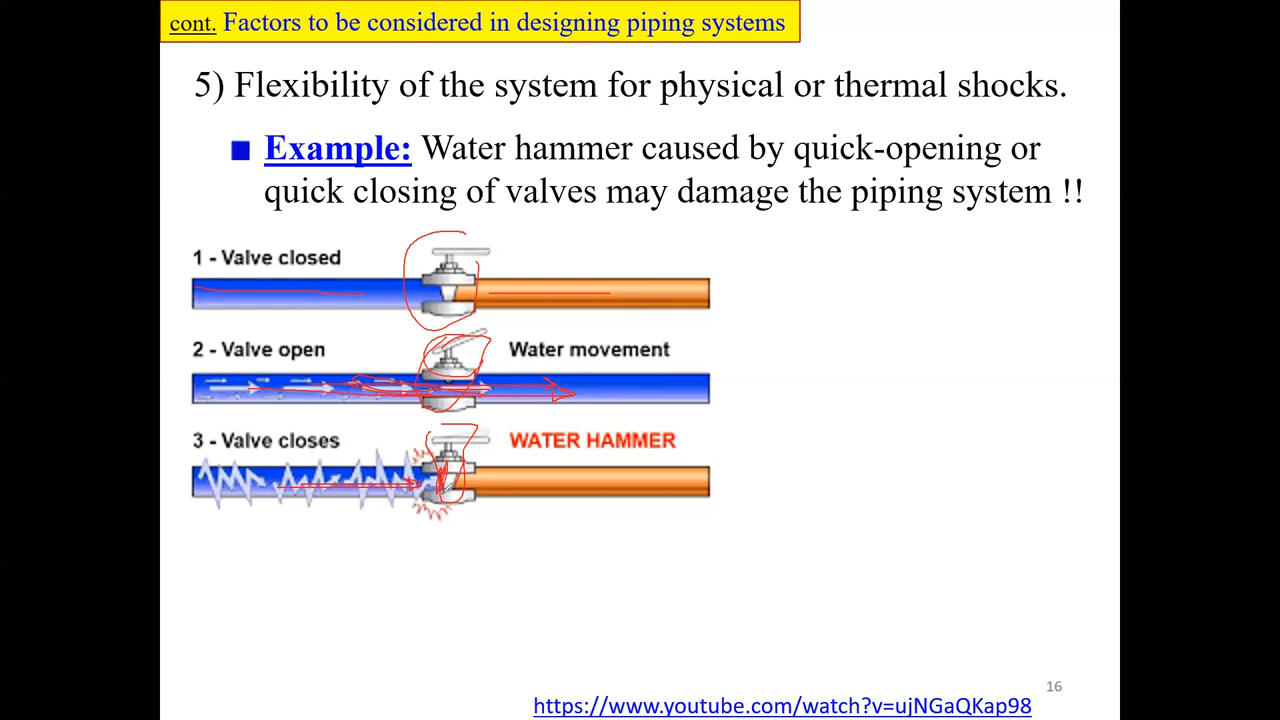 cont. Factors to be considered in designing piping systems
5) Flexibility of the system for physical or thermal shocks.
Example: Water hammer caused by quick-opening or
quick closing of valves may damage the piping system !!
1 - Valve closed
2 - Valve open
Water movement
3 - Valve closes
WATER HAMMER
16
https://www.youtube.com/watch?v=ujNGaQKap98